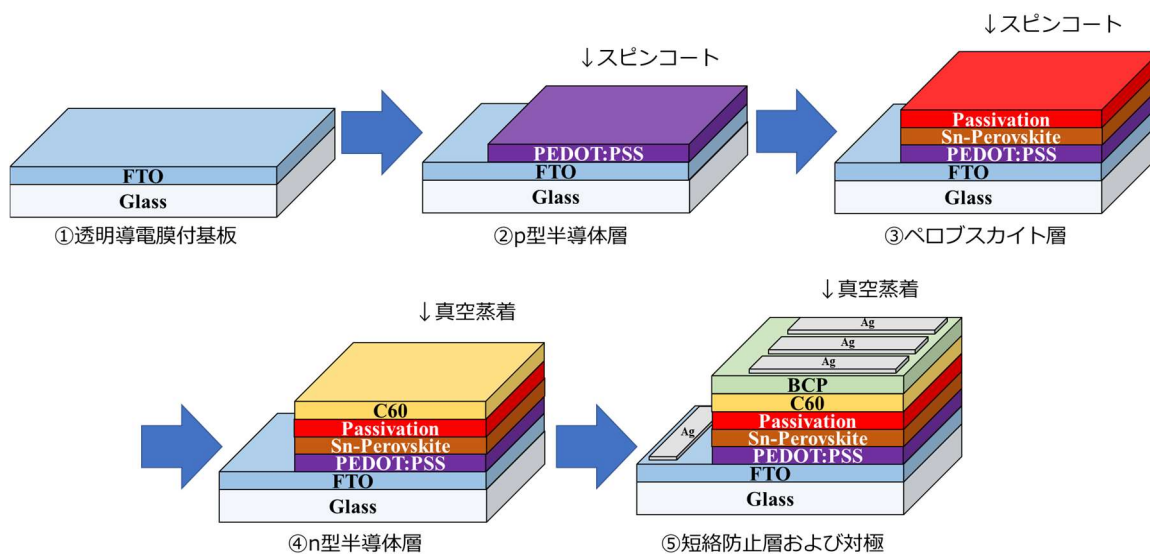 FTO
Glass
①透明導電膜付基板
↓スピンコート
PEDOT:PSS
FTO
Glass
②p型半導体層
↓スピンコート
Passivation
Sn-Perovskite
PEDOT:PSS
FTO
Glass
③ペロブスカイト層
↓真空蒸着
C60
Passivation
Sn-Perovskite
PEDOT:PSS
FTO
Glass
④n型半導体層
↓真空蒸着
Ag
Ag
Ag
BCP
C60
Passivation
Ag
Sn-Perovskite
PEDOT:PSS
FTO
Glass
⑤短絡防止層および対極